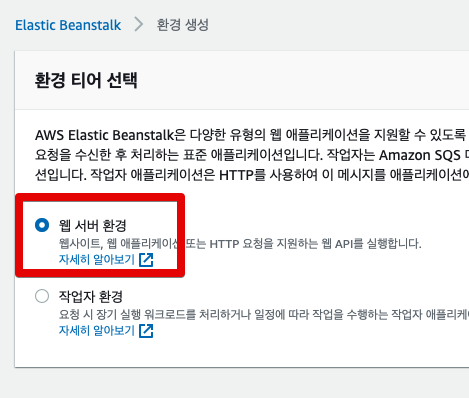 Elastic Beanstalk > 환경 생성
환경 티어 선택
AWS Elastic Beanstalk은 다양한 유형의 웹 애플리케이션을 지원할 수 있도록
요청을 수신한 후 처리하는 표준 애플리케이션입니다. 작업자는 Amazon SQS
션입니다. 작업자 애플리케이션은 HTTP를 사용하여 이 메시지를 애플리케이션에
웹 서버 환경
웹사이트, 웹 애플리케이션 또는 HTTP 요청을 지원하는 웹 API를 실행합니다.
자세히 알아보기
작업자 환경
요청 시 장기 실행 워크로드를 처리하거나 일정에 따라 작업을 수행하는 작업자 애플리케
자세히 알아보기